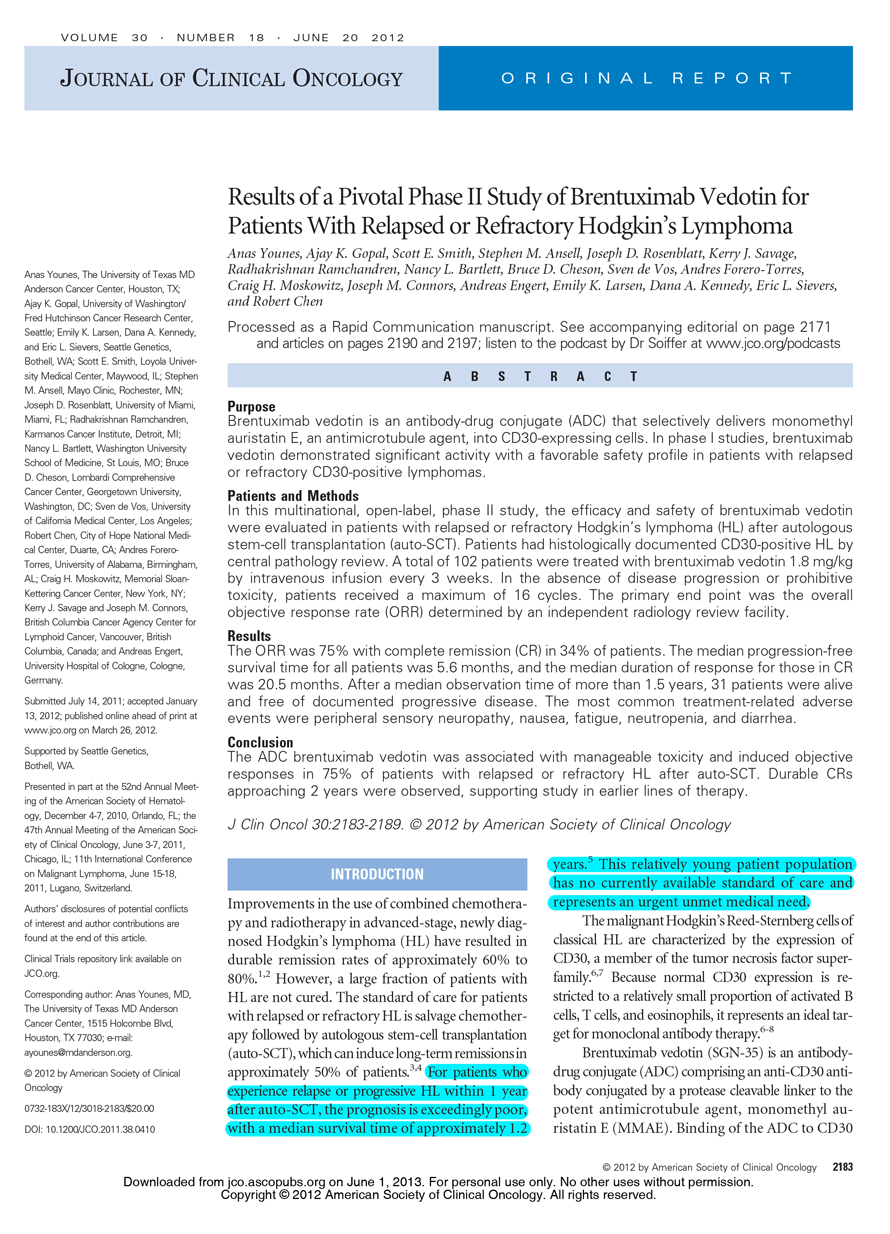 VOLUME 30 · NUMBER 18 · JUNE 20 2012
JOURNAL OF CLINICAL ONCOLOGY
ORIGINAL REPORT
Results of a Pivotal Phase II Study of Brentuximab Vedotin for
Patients With Relapsed or Refractory Hodgkin's Lymphoma
Anas Younes, Ajay K. Gopal, Scott E. Smith, Stephen M. Ansell, Joseph D. Rosenblatt, Kerry J. Savage,
Radhakrishnan Ramchandren, Nancy L. Bartlett, Bruce D. Cheson, Sven de Vos, Andres Forero-Torres,
Craig H. Moskowitz, Joseph M. Connors, Andreas Engert, Emily K. Larsen, Dana A. Kennedy, Eric L. Sievers,
and Robert Chen
Processed as a Rapid Communication manuscript. See accompanying editorial on page 2171
and articles on pages 2190 and 2197; listen to the podcast by Dr Soiffer at www.jco.org/podcasts
Anas Younes, The University of Texas MD
Anderson Cancer Center, Houston, TX;
Ajay K. Gopal, University of Washington/
Fred Hutchinson Cancer Research Center,
Seattle; Emily K. Larsen, Dana A. Kennedy,
and Eric L. Sievers, Seattle Genetics,
Bothell, WA; Scott E. Smith, Loyola Univer-
sity Medical Center, Maywood, IL; Stephen
M. Ansell, Mayo Clinic, Rochester, MN;
Joseph D. Rosenblatt, University of Miami,
Miami, FL; Radhakrishnan Ramchandren,
Karmanos Cancer Institute, Detroit, MI;
Nancy L. Bartlett, Washington University
School of Medicine, St Louis, MO; Bruce
D. Cheson, Lombardi Comprehensive
Cancer Center, Georgetown University,
Washington, DC; Sven de Vos, University
of California Medical Center, Los Angeles;
Robert Chen, City of Hope National Medi-
cal Center, Duarte, CA; Andres Forero-
Torres, University of Alabama, Birmingham,
AL; Craig H. Moskowitz, Memorial Sloan-
Kettering Cancer Center, New York, NY;
Kerry J. Savage and Joseph M. Connors,
British Columbia Cancer Agency Center for
Lymphoid Cancer, Vancouver, British
Columbia, Canada; and Andreas Engert,
University Hospital of Cologne, Cologne,
Germany.
Submitted July 14, 2011; accepted January
13, 2012; published online ahead of print at
www.jco.org on March 26, 2012.
Supported by Seattle Genetics,
Bothell, WA.
Presented in part at the 52nd Annual Meet-
ing of the American Society of Hematol-
ogy, December 4-7, 2010, Orlando, FL; the
47th Annual Meeting of the American Soci-
ety of Clinical Oncology, June 3-7, 2011,
Chicago, IL; 11th International Conference
on Malignant Lymphoma, June 15-18,
2011, Lugano, Switzerland.
Authors' disclosures of potential conflicts
of interest and author contributions are
found at the end of this article.
Clinical Trials repository link available on
JCO.org.
Corresponding author: Anas Younes, MD,
The University of Texas MD Anderson
Cancer Center, 1515 Holcombe Blvd,
Houston, TX 77030; e-mail:
ayounes@mdanderson.org.
© 2012 by American Society of Clinical
Oncology
0732-183X/12/3018-2183/$20.00
DOI: 10.1200/JCO.2011.38.0410
ABSTRACT
Purpose
Brentuximab vedotin is an antibody-drug conjugate (ADC) that selectively delivers monomethyl
auristatin E, an antimicrotubule agent, into CD30-expressing cells. In phase I studies, brentuximab
vedotin demonstrated significant activity with a favorable safety profile in patients with relapsed
or refractory CD30-positive lymphomas.
Patients and Methods
In this multinational, open-label, phase II study, the efficacy and safety of brentuximab vedotin
were evaluated in patients with relapsed or refractory Hodgkin's lymphoma (HL) after autologous
stem-cell transplantation (auto-SCT). Patients had histologically documented CD30-positive HL by
central pathology review. A total of 102 patients were treated with brentuximab vedotin 1.8 mg/kg
by intravenous infusion every 3 weeks. In the absence of disease progression or prohibitive
toxicity, patients received a maximum of 16 cycles. The primary end point was the overall
objective response rate (ORR) determined by an independent radiology review facility.
Results
The ORR was 75% with complete remission (CR) in 34% of patients. The median progression-free
survival time for all patients was 5.6 months, and the median duration of response for those in CR
was 20.5 months. After a median observation time of more than 1.5 years, 31 patients were alive
and free of documented progressive disease. The most common treatment-related adverse
events were peripheral sensory neuropathy, nausea, fatigue, neutropenia, and diarrhea.
Conclusion
The ADC brentuximab vedotin was associated with manageable toxicity and induced objective
responses in 75% of patients with relapsed or refractory HL after auto-SCT. Durable CRs
approaching 2 years were observed, supporting study in earlier lines of therapy.
J Clin Oncol 30:2183-2189. © 2012 by American Society of Clinical Oncology
INTRODUCTION
Improvements in the use of combined chemothera-
py and radiotherapy in advanced-stage, newly diag-
nosed Hodgkin's lymphoma (HL) have resulted in
durable remission rates of approximately 60% to
80%.1,2 However, a large fraction of patients with
HL are not cured. The standard of care for patients
with relapsed or refractory HL is salvage chemother-
apy followed by autologous stem-cell transplantation
(auto-SCT), which can induce long-term remissions in
approximately 50% of patients.3,4 For patients who
experience relapse or progressive HL within 1 year
after auto-SCT, the prognosis is exceedingly poor,
with a median survival time of approximately 1.2
years.5 This relatively young patient population
has no currently available standard of care and
represents an urgent unmet medical need.
The malignant Hodgkin's Reed-Sternberg cells of
classical HL are characterized by the expression of
CD30, a member of the tumor necrosis factor super-
family.6,7 Because normal CD30 expression is re-
stricted to a relatively small proportion of activated B
cells, T cells, and eosinophils, it represents an ideal tar-
get for monoclonal antibody therapy.6-8
Brentuximab vedotin (SGN-35) is an antibody-
drug conjugate (ADC) comprising an anti-CD30 anti-
body conjugated by a protease cleavable linker to the
potent antimicrotubule agent, monomethyl au-
ristatin E (MMAE). Binding of the ADC to CD30
© 2012 by American Society of Clinical Oncology 2183
Downloaded from jco.ascopubs.org on June 1, 2013. For personal use only. No other uses without permission.
Copyright © 2012 American Society of Clinical Oncology. All rights reserved.